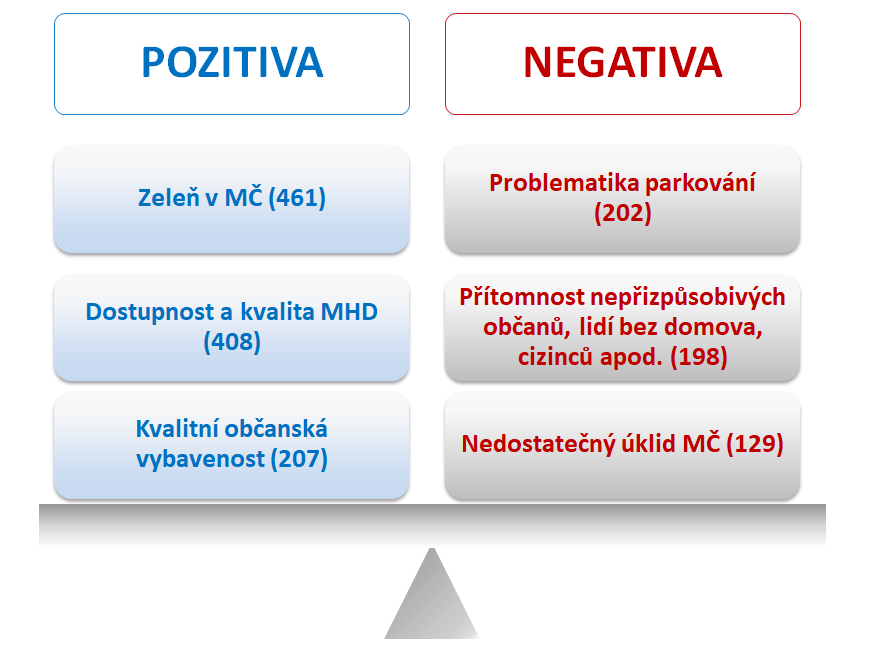 POZITIVA
NEGATIVA
Zeleň v MČ (461)
Problematika parkování
(202)
Dostupnost a kvalita MHD
(408)
Přítomnost nepřizpůsobivých
občanů, lidí bez domova,
cizinců apod. (198)
Kvalitní občanská
vybavenost (207)
Nedostatečný úklid MČ (129)